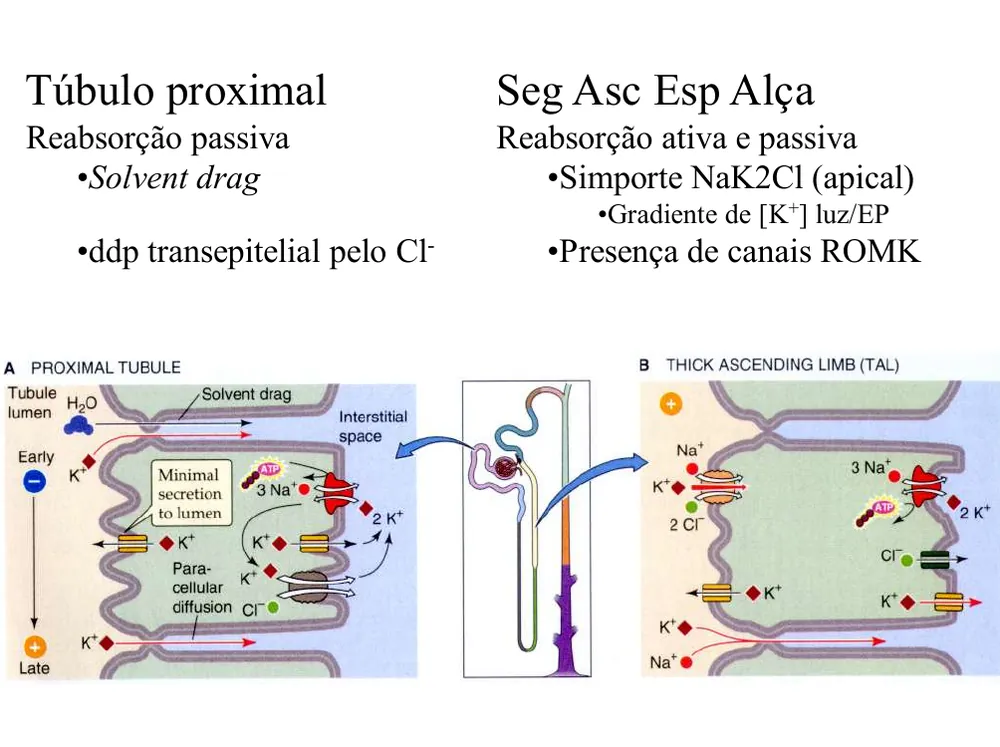 Túbulo proximal
Reabsorção passiva
•Solvent drag
•ddp transepitelial pelo Cl-
Seg Asc Esp Alça
Reabsorção ativa e passiva
•Simporte NaK2Cl (apical)
•Gradiente de [K+] luz/EP
•Presença de canais ROMK
A PROXIMAL TUBULE
Tubule
lumen
H2O
Solvent drag
Interstitial
space
Early
K+
Minimal
secretion
to lumen
ATP
3 Na+
2 K+
K+
K+
Para-
cellular
diffusion
K+
Cl–
K+
Late
B THICK ASCENDING LIMB (TAL)
Na+
K+
2 Cl–
3 Na+
ATP
2 K+
Cl–
K+
K+
K+
Na+